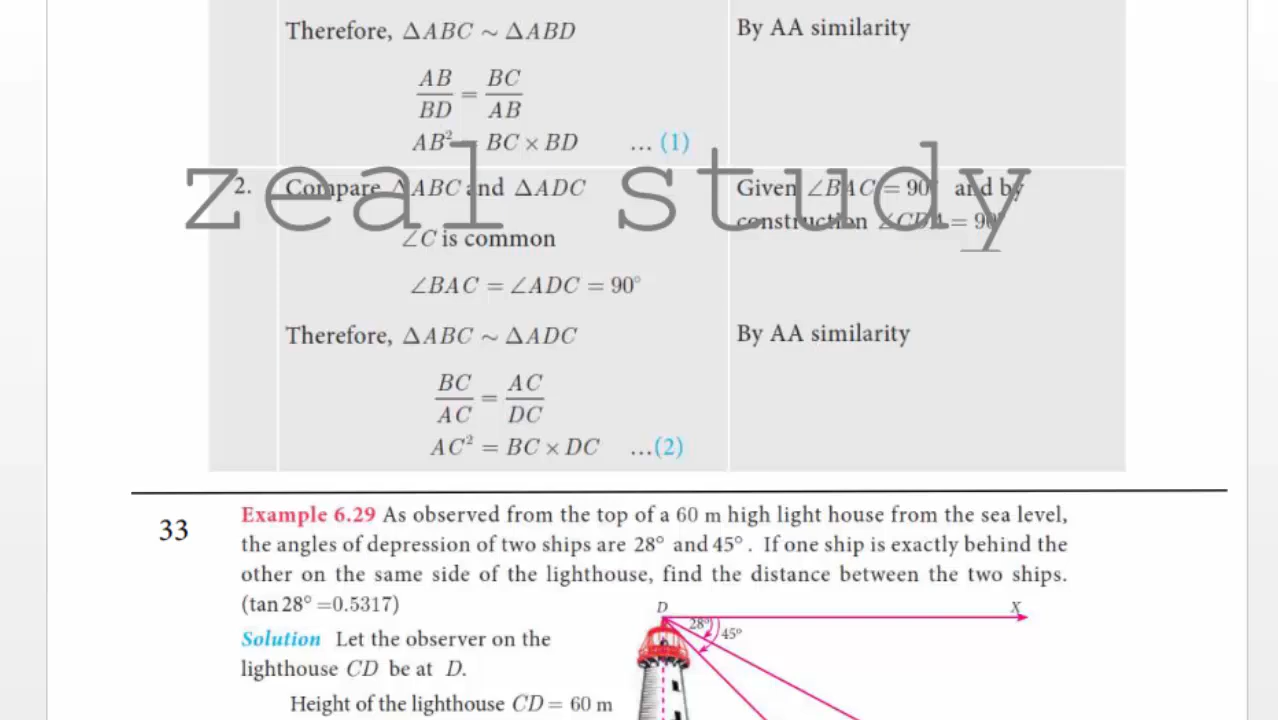 Therefore, ΔABC ~ ΔABD
By AA similarity
AB/BD = BC/AB
AB² = BC × BD ... (1)
zeal study
2. Compare ΔABC and ΔADC
Given ∠BAC = 90° and by
construction ∠CDA = 90°
∠C is common
∠BAC = ∠ADC = 90°
Therefore, ΔABC ~ ΔADC
By AA similarity
BC/AC = AC/DC
AC² = BC × DC ...(2)
33
Example 6.29 As observed from the top of a 60 m high light house from the sea level,
the angles of depression of two ships are 28° and 45°. If one ship is exactly behind the
other on the same side of the lighthouse, find the distance between the two ships.
(tan 28° =0.5317)
Solution Let the observer on the
lighthouse CD be at D.
Height of the lighthouse CD = 60 m
D
X
28°
45°